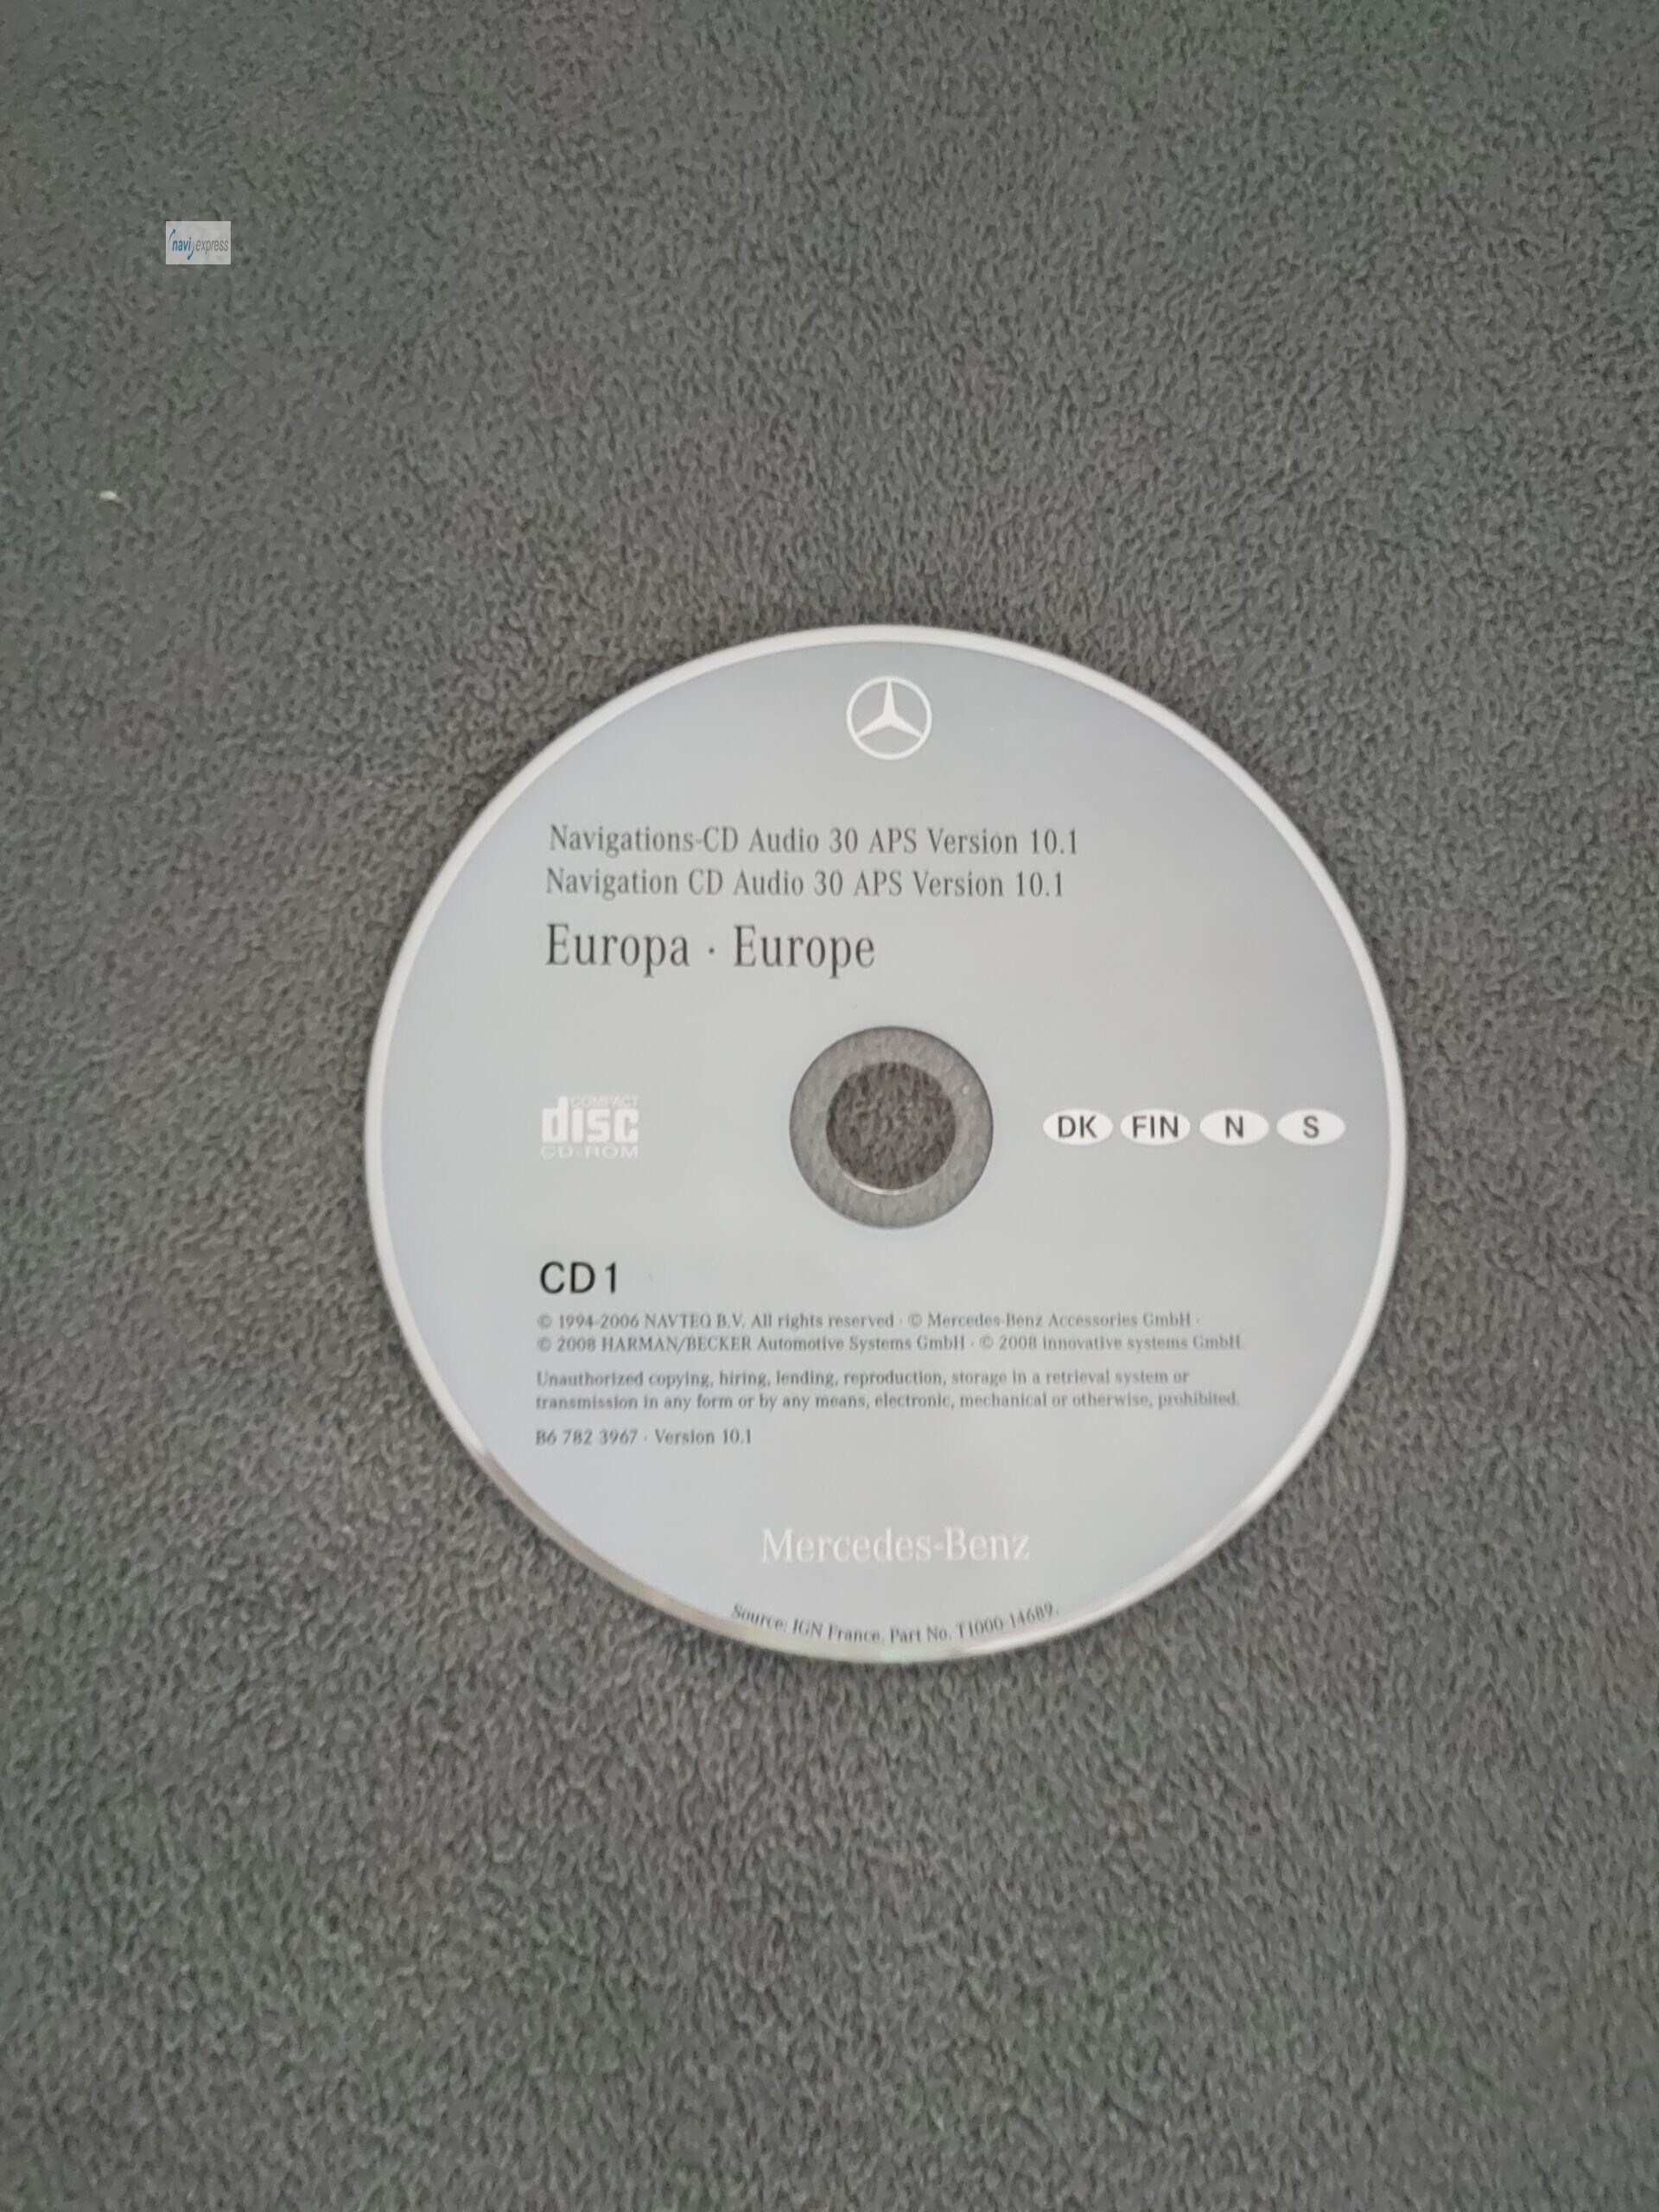 navi express
Navigations-CD Audio 30 APS Version 10.1
Navigation CD Audio 30 APS Version 10.1
Europa · Europe
COMPACT
disc
CD-ROM
DK FIN N S
CD 1
© 1994-2006 NAVTEQ B.V. All rights reserved · © Mercedes-Benz Accessories GmbH ·
© 2008 HARMAN/BECKER Automotive Systems GmbH · © 2008 innovative systems GmbH.
Unauthorized copying, hiring, lending, reproduction, storage in a retrieval system or
transmission in any form or by any means, electronic, mechanical or otherwise, prohibited.
B6 782 3967 · Version 10.1
Mercedes-Benz
Source: IGN France, Part No. T1000-14689.